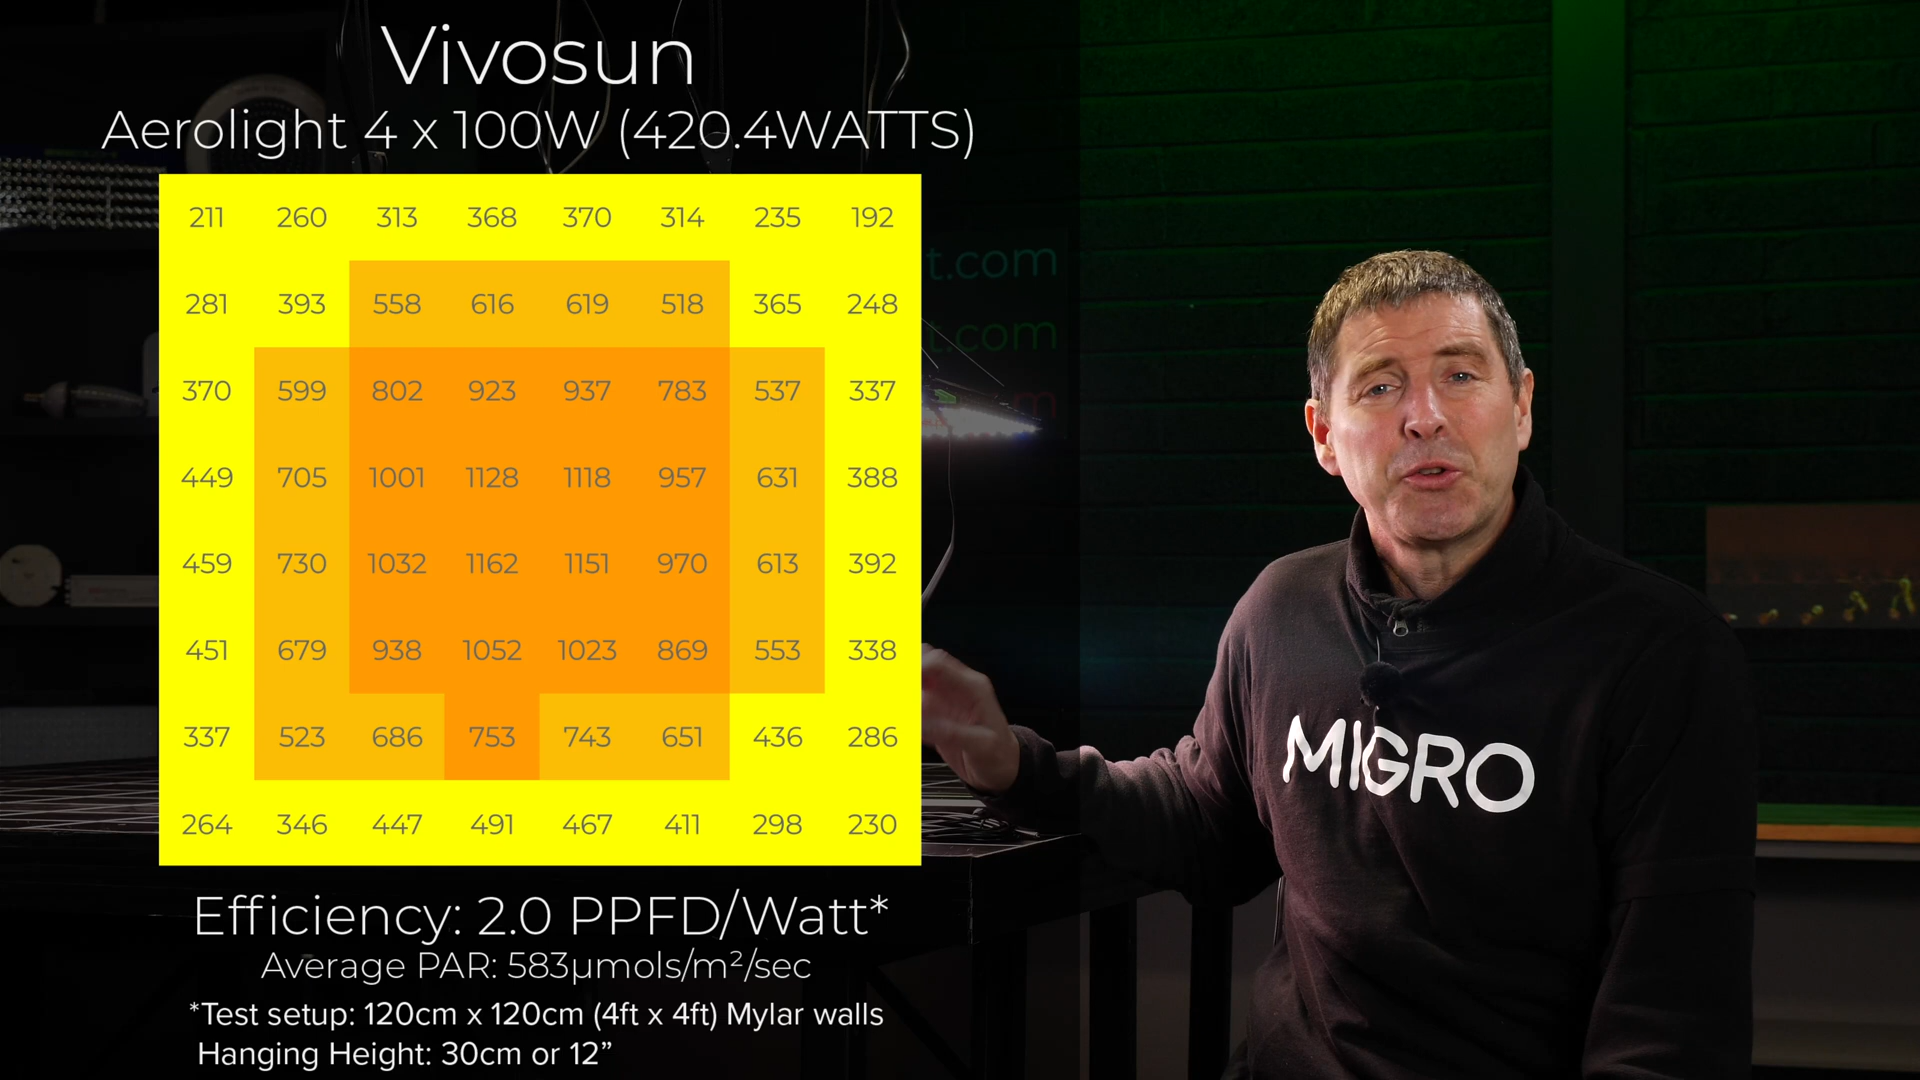 Vivosun
Aerolight 4 x 100W (420.4WATTS)
211 260 313 368 370 314 235 192
281 393 558 616 619 518 365 248
370 599 802 923 937 783 537 337
449 705 1001 1128 1118 957 631 388
459 730 1032 1162 1151 970 613 392
451 679 938 1052 1023 869 553 338
337 523 686 753 743 651 436 286
264 346 447 491 467 411 298 230
Efficiency: 2.0 PPFD/Watt*
Average PAR: 583µmols/m²/sec
*Test setup: 120cm x 120cm (4ft x 4ft) Mylar walls
Hanging Height: 30cm or 12”
t.com
t.com
m
MIGRO